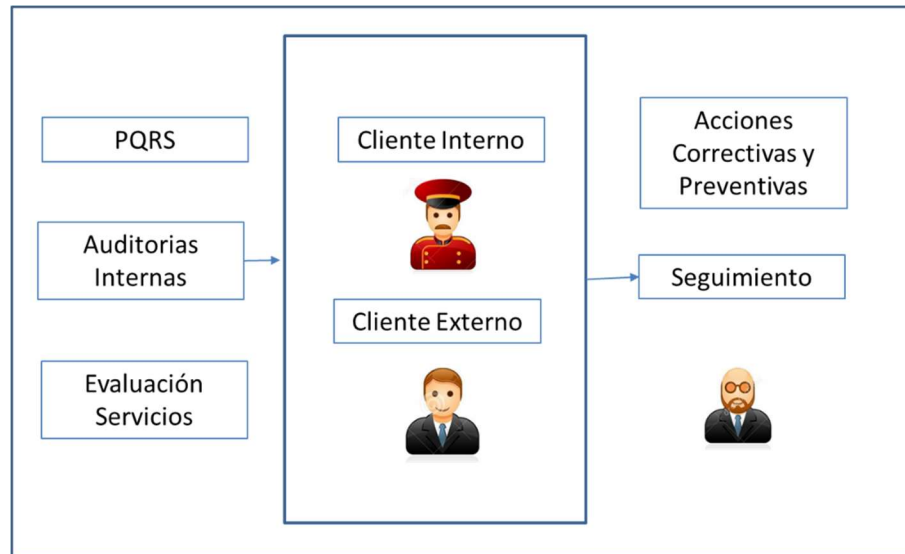 PQRS
Auditorias
Internas
Evaluación
Servicios
Cliente Interno
Cliente Externo
Acciones
Correctivas y
Preventivas
Seguimiento